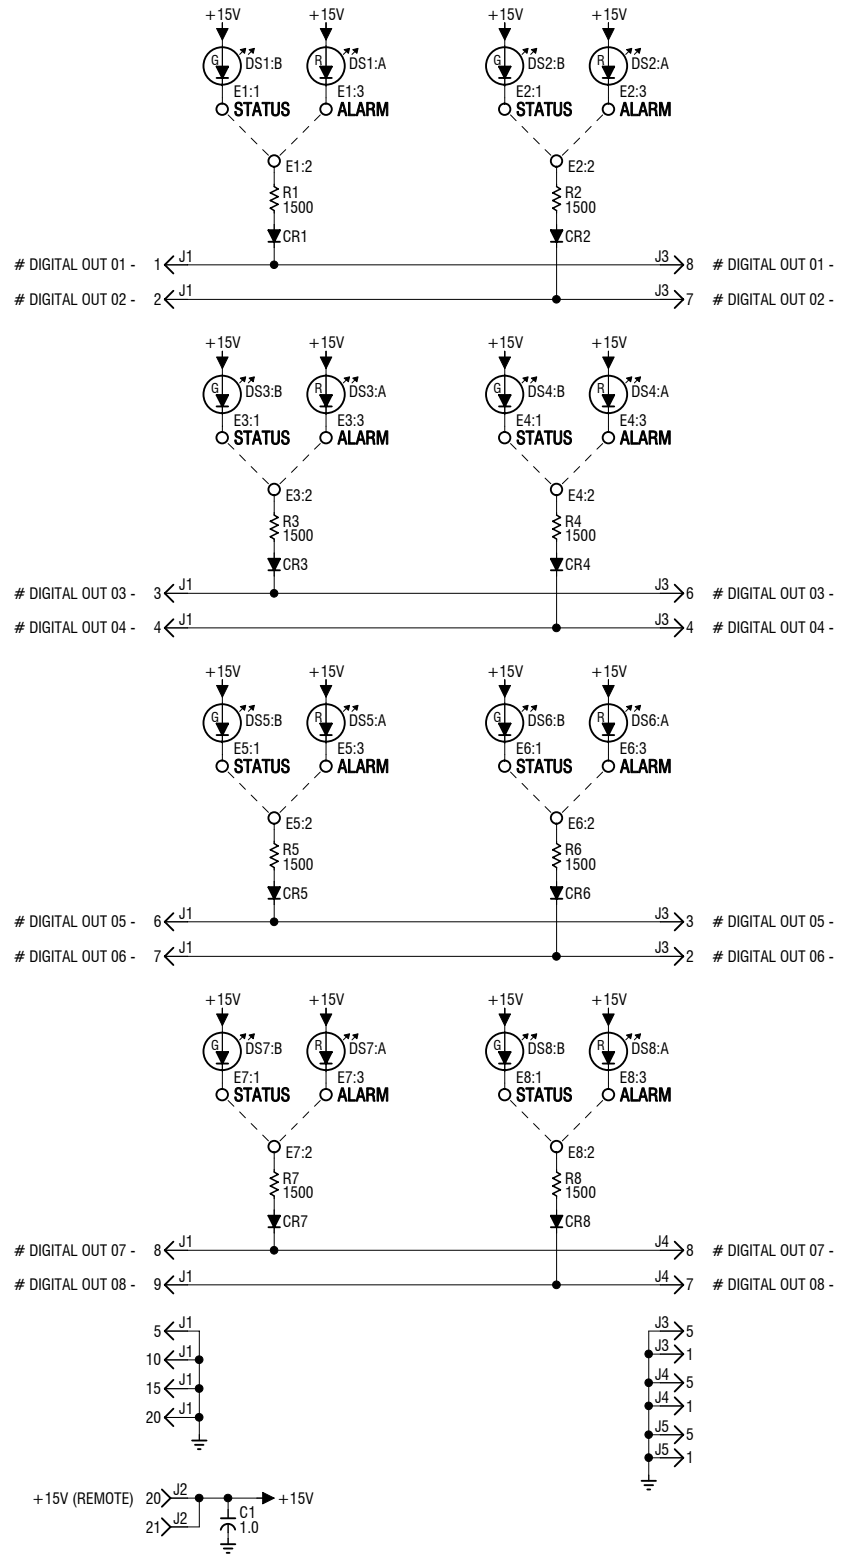 +15V +15V +15V +15V
G DS1:B R DS1:A G DS2:B R DS2:A
E1:1 E1:3 E2:1 E2:3
STATUS ALARM STATUS ALARM
E1:2 E2:2
R1 R2
1500 1500
CR1 CR2
# DIGITAL OUT 01 - 1 J1 J3 8 # DIGITAL OUT 01 -
# DIGITAL OUT 02 - 2 J1 J3 7 # DIGITAL OUT 02 -
+15V +15V +15V +15V
G DS3:B R DS3:A G DS4:B R DS4:A
E3:1 E3:3 E4:1 E4:3
STATUS ALARM STATUS ALARM
E3:2 E4:2
R3 R4
1500 1500
CR3 CR4
# DIGITAL OUT 03 - 3 J1 J3 6 # DIGITAL OUT 03 -
# DIGITAL OUT 04 - 4 J1 J3 4 # DIGITAL OUT 04 -
+15V +15V +15V +15V
G DS5:B R DS5:A G DS6:B R DS6:A
E5:1 E5:3 E6:1 E6:3
STATUS ALARM STATUS ALARM
E5:2 E6:2
R5 R6
1500 1500
CR5 CR6
# DIGITAL OUT 05 - 6 J1 J3 3 # DIGITAL OUT 05 -
# DIGITAL OUT 06 - 7 J1 J3 2 # DIGITAL OUT 06 -
+15V +15V +15V +15V
G DS7:B R DS7:A G DS8:B R DS8:A
E7:1 E7:3 E8:1 E8:3
STATUS ALARM STATUS ALARM
E7:2 E8:2
R7 R8
1500 1500
CR7 CR8
# DIGITAL OUT 07 - 8 J1 J4 8 # DIGITAL OUT 07 -
# DIGITAL OUT 08 - 9 J1 J4 7 # DIGITAL OUT 08 -
5 J1 J3 5
10 J1 J3 1
15 J1 J4 5
20 J1 J4 1
J5 5
J5 1
+15V (REMOTE) 20 J2 +15V
21 J2 C1
1.0